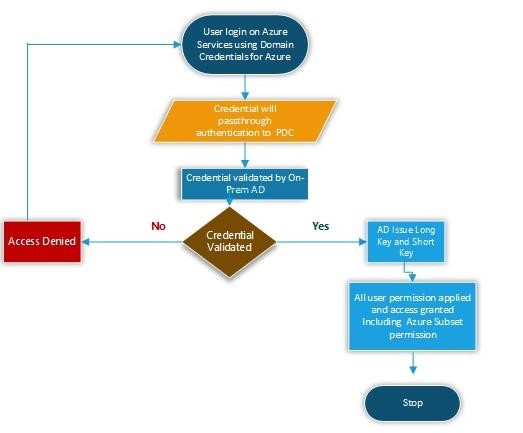 User login on Azure
Services using Domain
Credentials for Azure
Credential will
passthrough
authentication to PDC
Credential validated by On-
Prem AD
No
Credential
Validated
Yes
Access Denied
AD Issue Long
Key and Short
Key
All user permission applied
and access granted
Including Azure Subset
permission
Stop